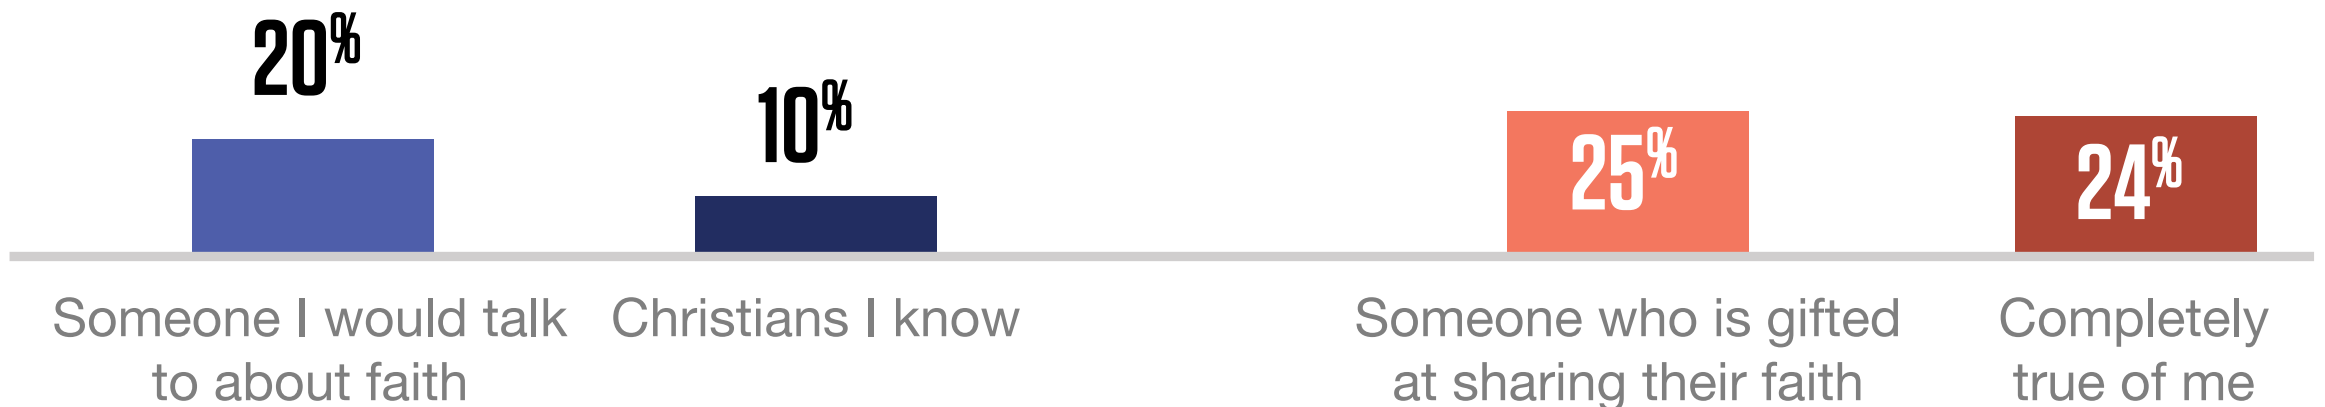 20%
10%
25%
24%
Someone I would talk
to about faith
Christians I know
Someone who is gifted
at sharing their faith
Completely
true of me